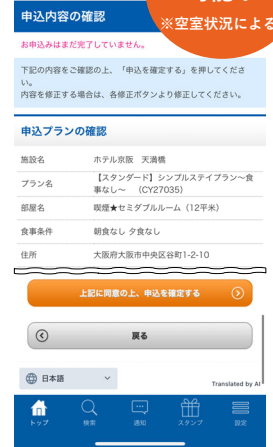 申込内容の確認
※空室状況による
お申込みはまだ完了していません。
下記の内容をご確認の上、「申込を確定する」を押してくださ
い。
内容を修正する場合は、各修正ボタンより修正してください。
申込プランの確認
施設名 ホテル京阪 天満橋
プラン名 【スタンダード】シンプルステイプラン～食
事なし～ （CY27035）
部屋名 喫煙★セミダブルルーム（12平米）
食事条件 朝食なし 夕食なし
住所 大阪府大阪市中央区谷町1-2-10
上記に同意の上、申込を確定する
戻る
日本語
Translated by AI
トップ 検索 通知 スタンプ 設定